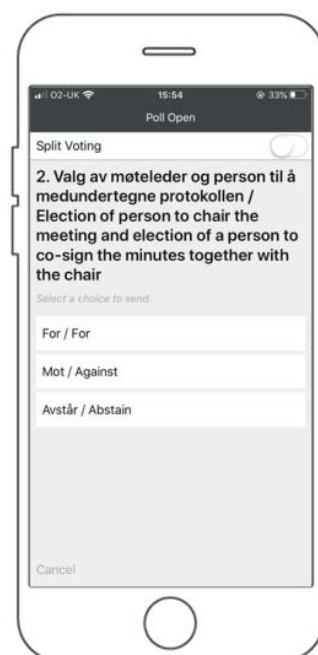 O2-UK 15:54 33%
Poll Open
Split Voting
2. Valg av møteleder og person til å
medundertegne protokollen /
Election of person to chair the
meeting and election of a person to
co-sign the minutes together with
the chair
Select a choice to send.
For / For
Mot / Against
Avstår / Abstain
Cancel